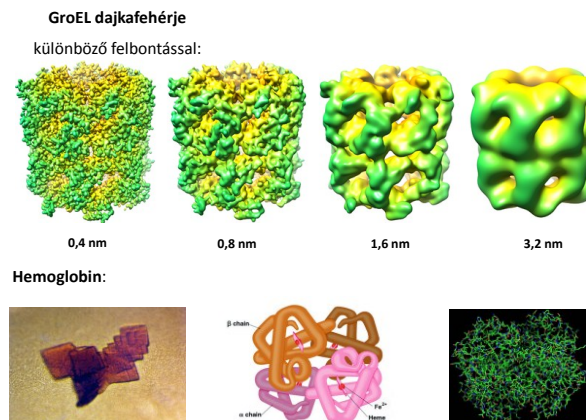 GroEL dajkafehérje
különböző felbontással:
0,4 nm
0,8 nm
1,6 nm
3,2 nm
Hemoglobin:
β chain
α chain
Fe²⁺
Heme